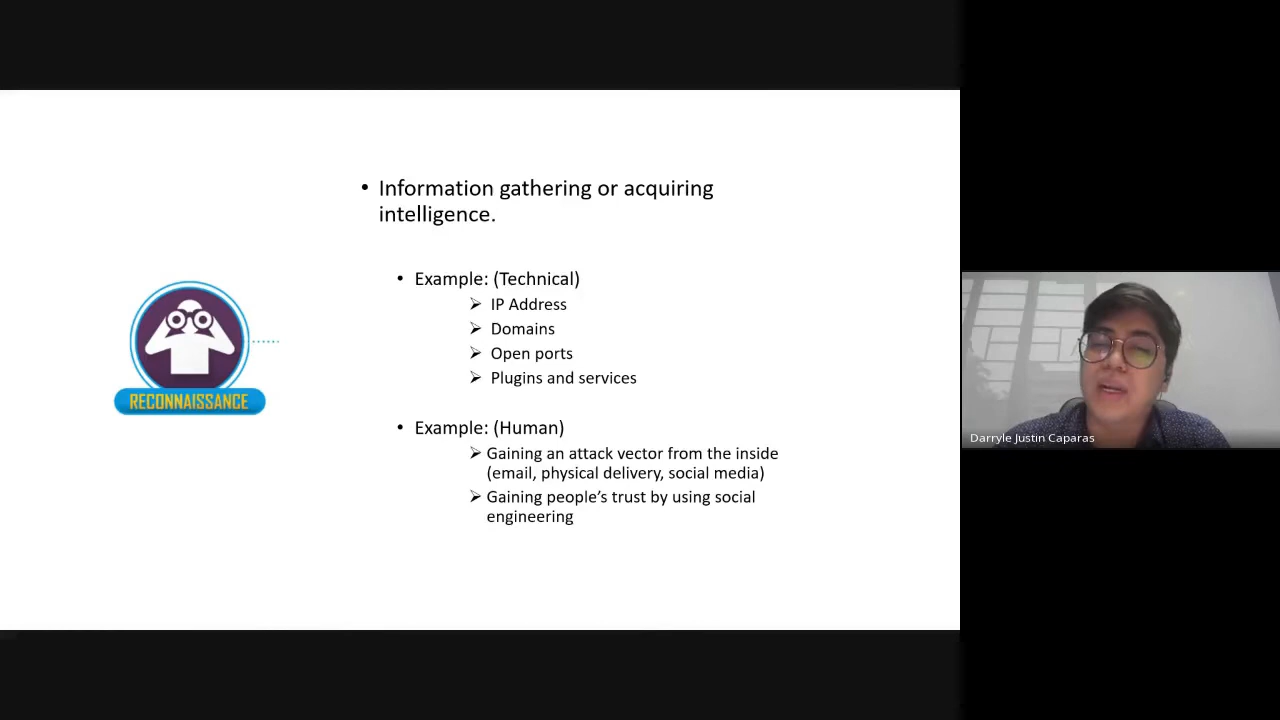 • Information gathering or acquiring
intelligence.
• Example: (Technical)
➢ IP Address
➢ Domains
➢ Open ports
➢ Plugins and services
RECONNAISSANCE
• Example: (Human)
➢ Gaining an attack vector from the inside
(email, physical delivery, social media)
➢ Gaining people’s trust by using social
engineering
Darryle Justin Caparas